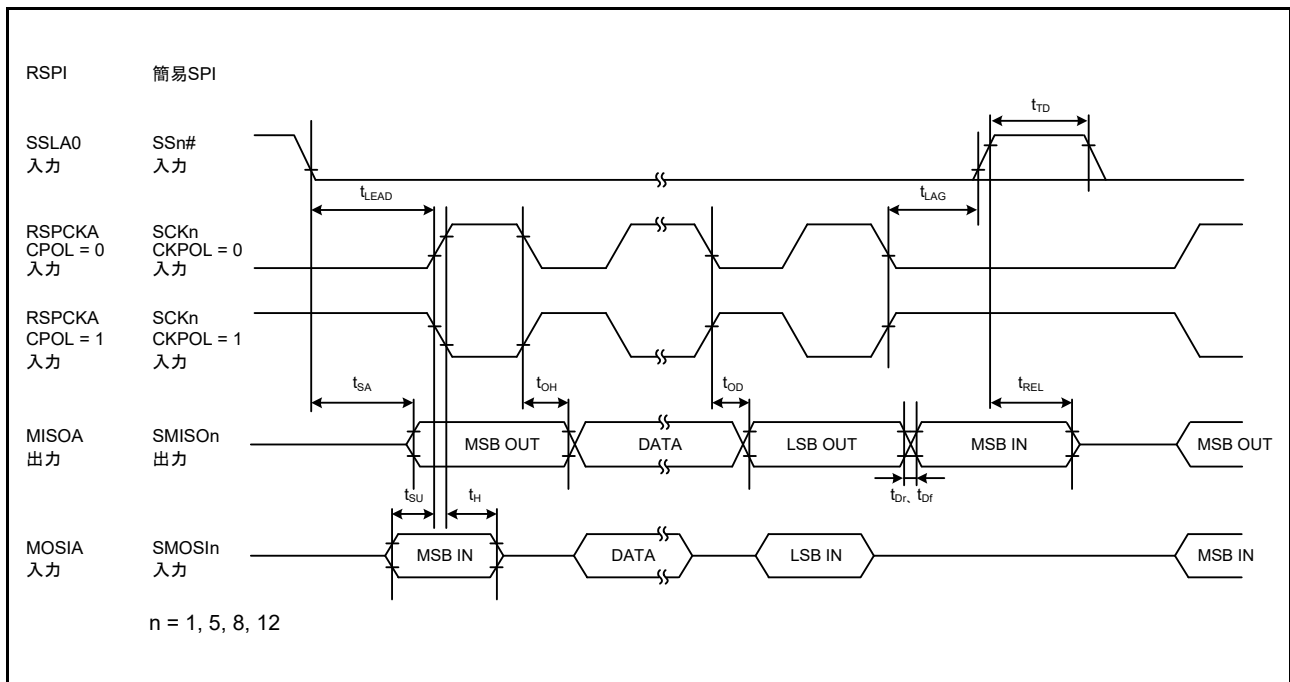 RSPI 簡易SPI
tTD
SSLA0 SSn#
入力 入力
tLEAD tLAG
RSPCKA SCKn
CPOL = 0 CKPOL = 0
入力 入力
RSPCKA SCKn
CPOL = 1 CKPOL = 1
入力 入力
tSA tOH tOD tREL
MISOA SMISOn MSB OUT DATA LSB OUT MSB IN MSB OUT
出力 出力
tSU tH tDr、tDf
MOSIA SMOSIn MSB IN DATA LSB IN MSB IN
入力 入力
n = 1, 5, 8, 12